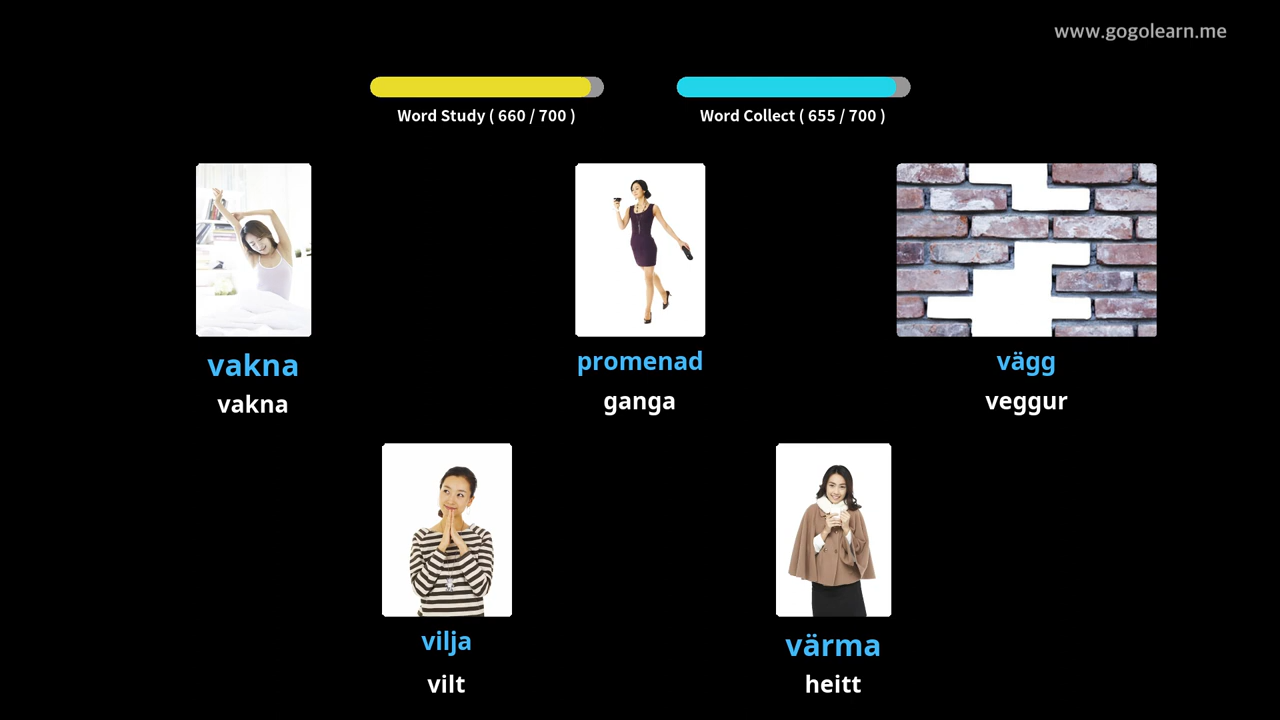 www.gogolearn.me
Word Study ( 660 / 700 )
Word Collect ( 655 / 700 )
vakna
vakna
promenad
ganga
vägg
veggur
vilja
vilt
värma
heitt